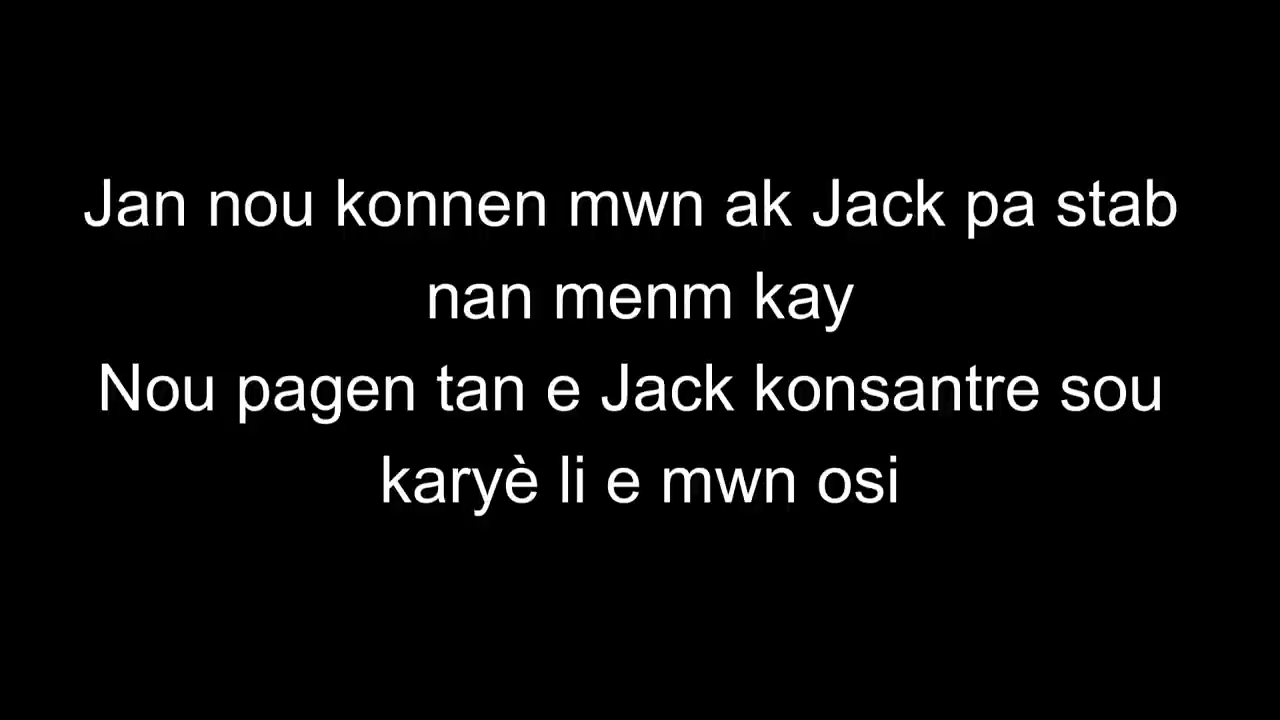 Jan nou konnen mwn ak Jack pa stab
nan menm kay
Nou pagen tan e Jack konsantre sou
karyè li e mwn osi